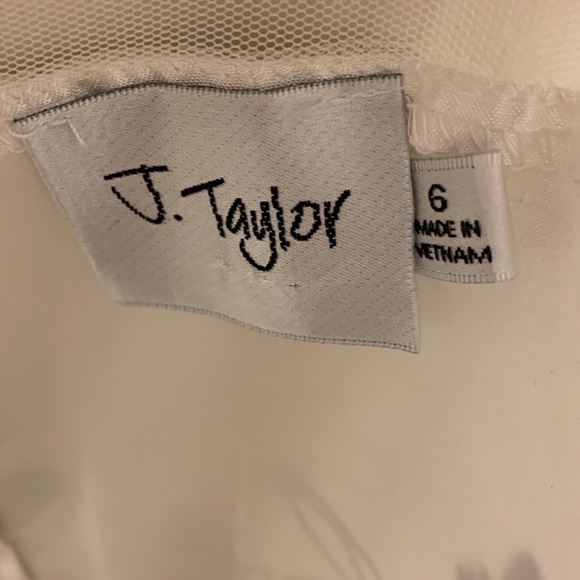 J. Taylor
6
MADE IN
VIETNAM